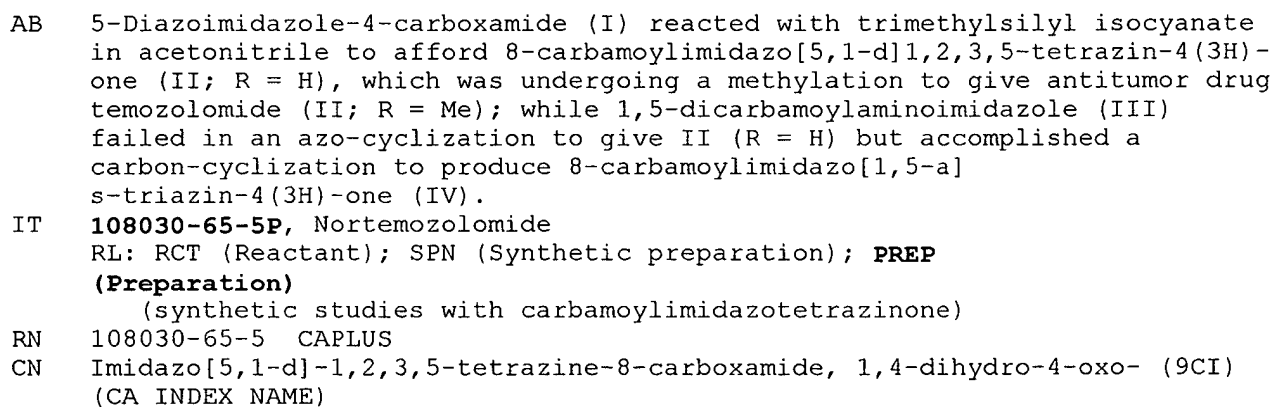 AB 5-Diazoimidazole-4-carboxamide (I) reacted with trimethylsilyl isocyanate
in acetonitrile to afford 8-carbamoylimidazo[5,1-d]1,2,3,5-tetrazin-4(3H)-
one (II; R = H), which was undergoing a methylation to give antitumor drug
temozolomide (II; R = Me); while 1,5-dicarbamoylaminoimidazole (III)
failed in an azo-cyclization to give II (R = H) but accomplished a
carbon-cyclization to produce 8-carbamoylimidazo[1,5-a]
s-triazin-4(3H)-one (IV).
IT 108030-65-5P, Nortemozolomide
RL: RCT (Reactant); SPN (Synthetic preparation); PREP
(Preparation)
(synthetic studies with carbamoylimidazotetrazinone)
RN 108030-65-5 CAPLUS
CN Imidazo[5,1-d]-1,2,3,5-tetrazine-8-carboxamide, 1,4-dihydro-4-oxo- (9CI)
(CA INDEX NAME)